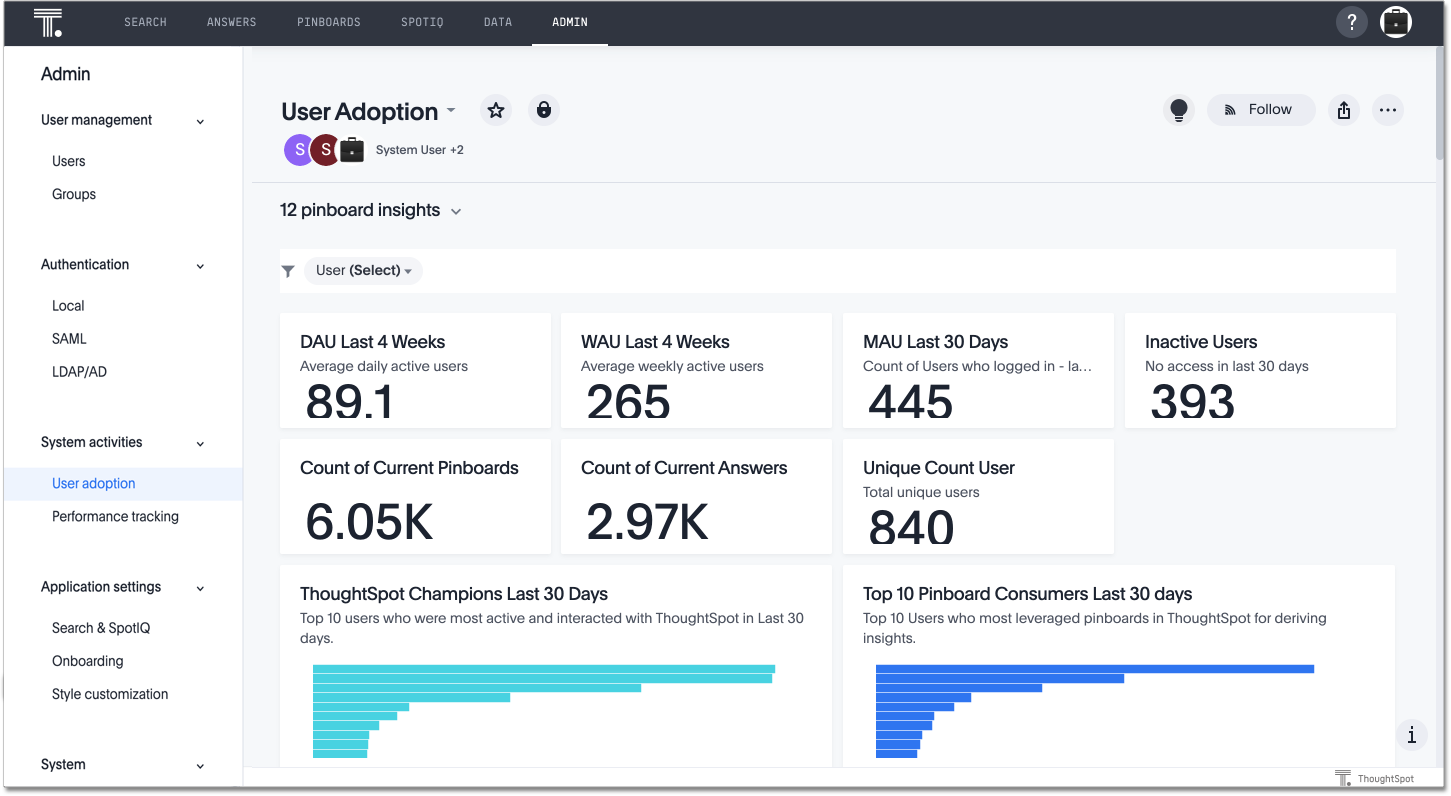 SEARCH ANSWERS PINBOARDS SPOTIQ DATA ADMIN ?
Admin
User management
Users
Groups
Authentication
Local
SAML
LDAP/AD
System activities
User adoption
Performance tracking
Application settings
Search & SpotIQ
Onboarding
Style customization
System
User Adoption
Follow
S S System User +2
12 pinboard insights
User (Select)
DAU Last 4 Weeks
Average daily active users
89.1
WAU Last 4 Weeks
Average weekly active users
265
MAU Last 30 Days
Count of Users who logged in - la...
445
Inactive Users
No access in last 30 days
393
Count of Current Pinboards
6.05K
Count of Current Answers
2.97K
Unique Count User
Total unique users
840
ThoughtSpot Champions Last 30 Days
Top 10 users who were most active and interacted with ThoughtSpot in Last 30
days.
Top 10 Pinboard Consumers Last 30 days
Top 10 Users who most leveraged pinboards in ThoughtSpot for deriving
insights.
i
ThoughtSpot